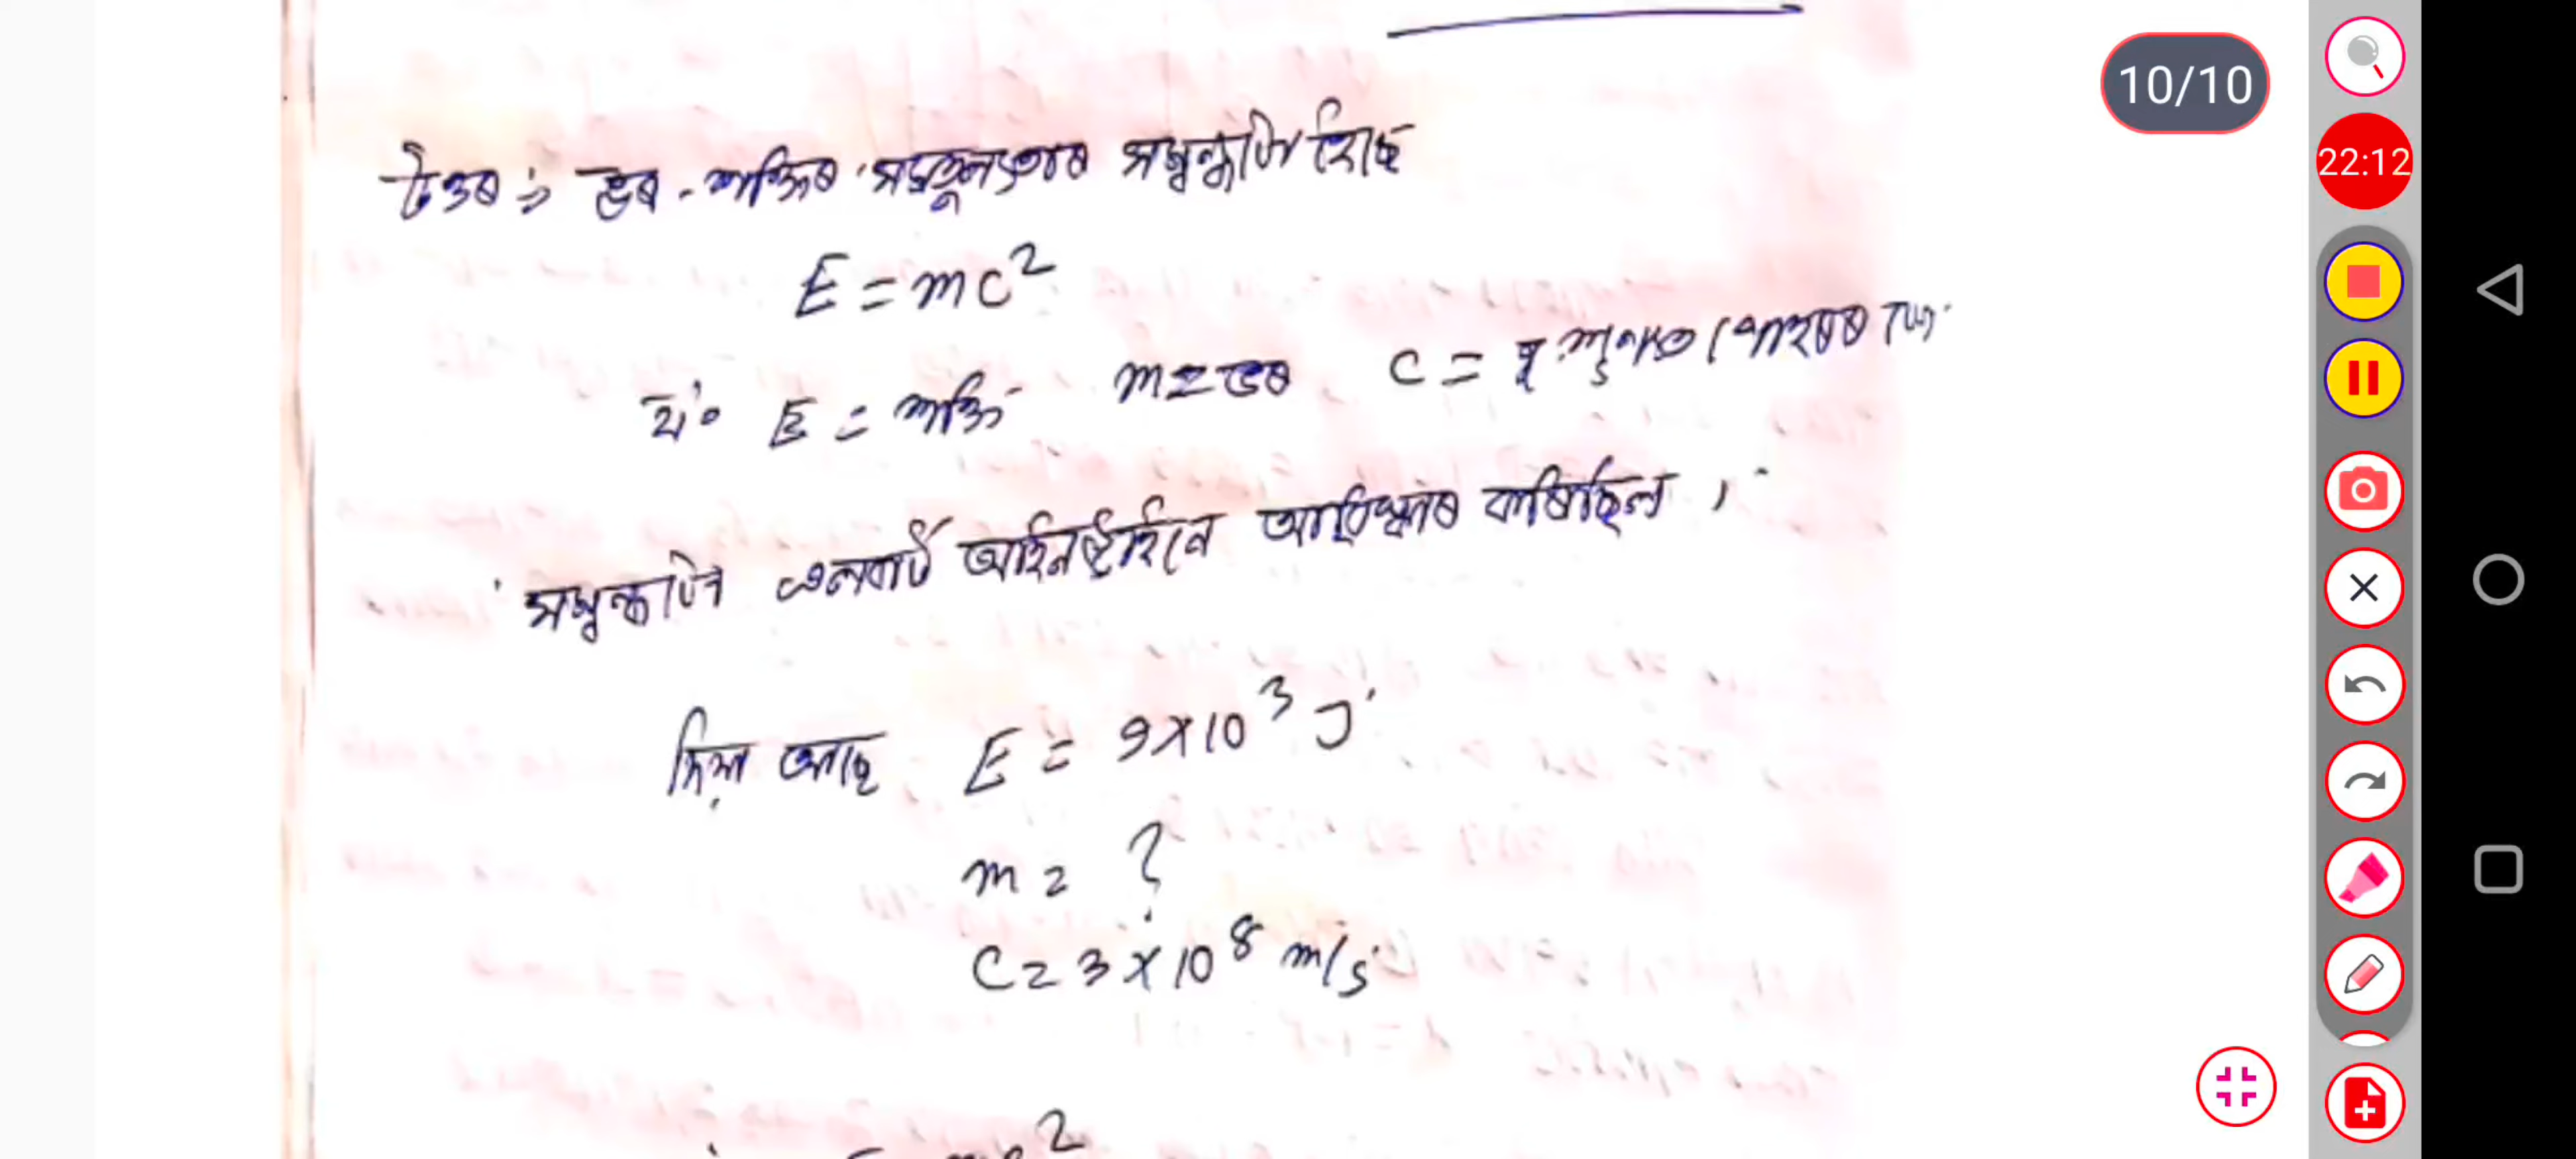 10/10
22:12
উত্তৰ ⇒ ভৰ - শক্তিৰ সমতুল্যতাৰ সম্বন্ধটো হৈছে
E = mc²
য'ত E = শক্তি m = ভৰ C = শূন্যত পোহৰৰ
সম্বন্ধটো এলবাৰ্ট আইনষ্টাইনে আৱিষ্কাৰ কৰিছিল ।
দিয়া আছে E = 9×10³ J
m = ?
C = 3 × 10⁸ m/s